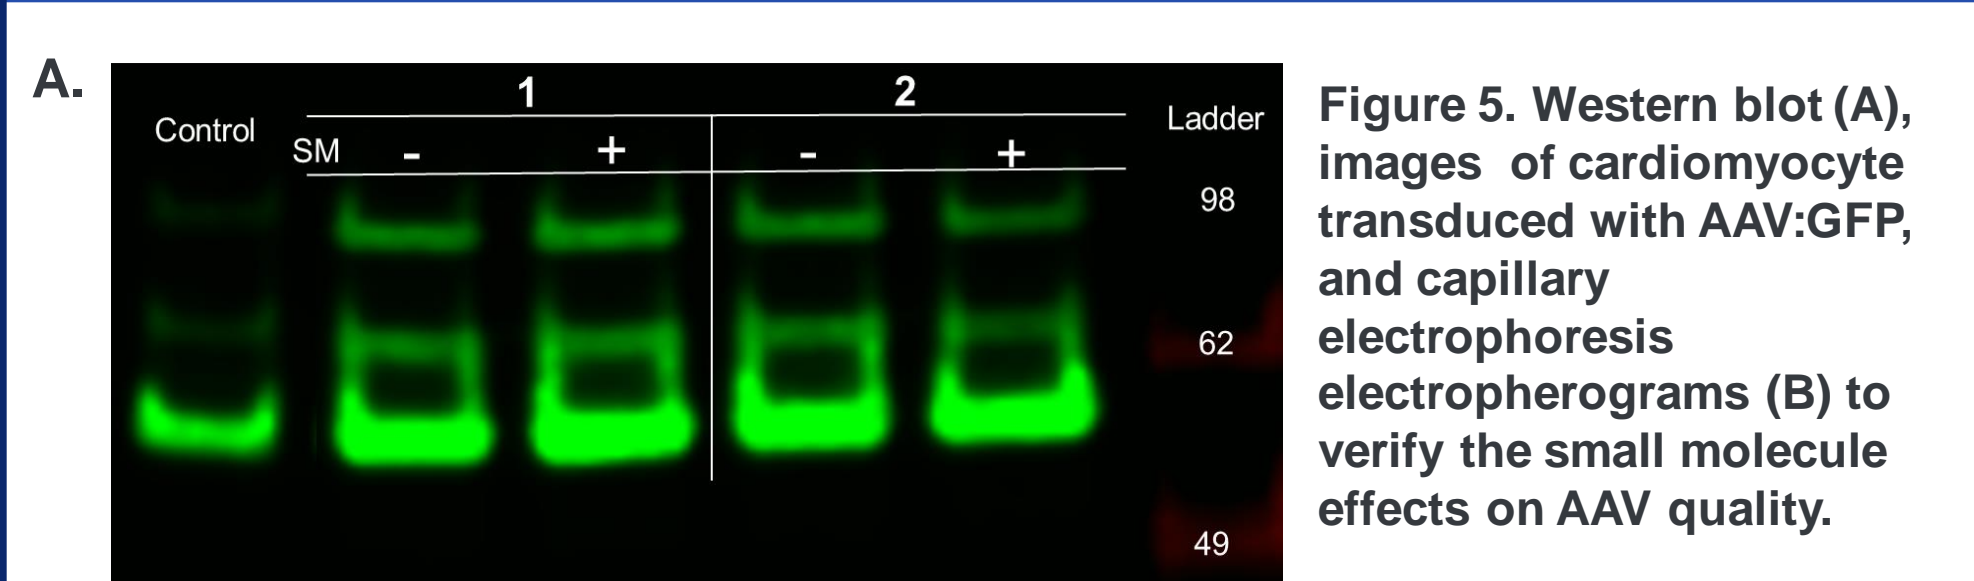 A.
1
2
Control
Ladder
SM - + - +
98
62
49
Figure 5. Western blot (A),
images of cardiomyocyte
transduced with AAV:GFP,
and capillary
electrophoresis
electropherograms (B) to
verify the small molecule
effects on AAV quality.